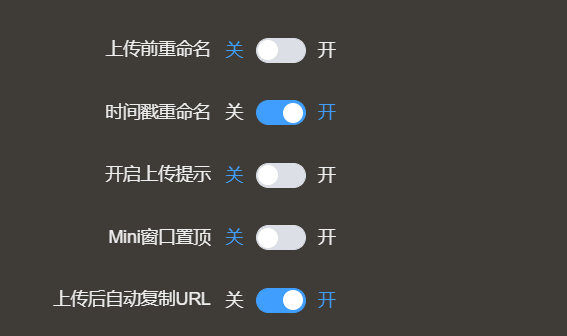 上传前重命名 关 开
时间戳重命名 关 开
开启上传提示 关 开
Mini窗口置顶 关 开
上传后自动复制URL 关 开